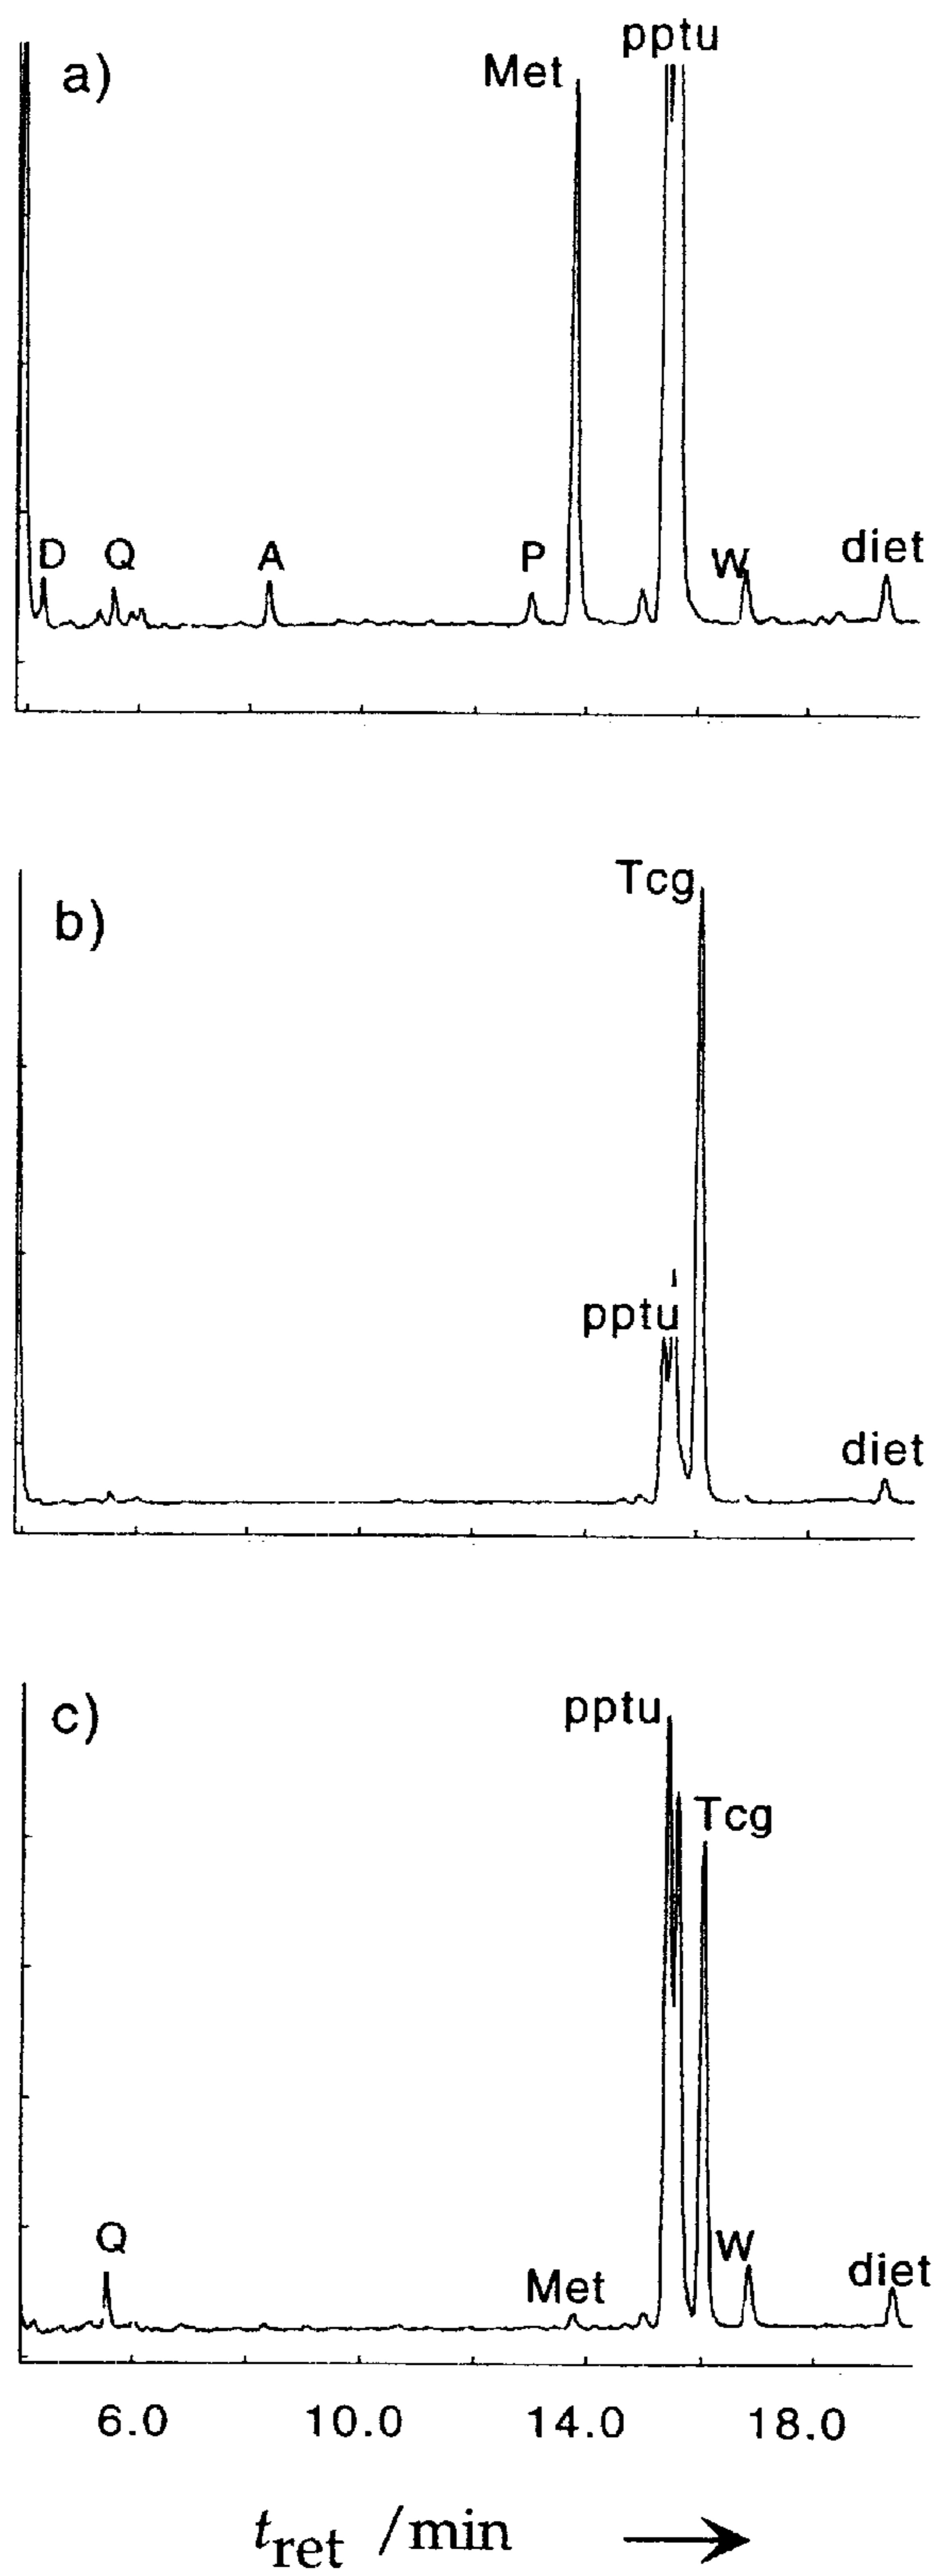 a)
Met
pptu
D
Q
A
P
W
diet
b)
Tcg
pptu
diet
c)
pptu
Tcg
Q
Met
W
diet
6.0 10.0 14.0 18.0
tret /min